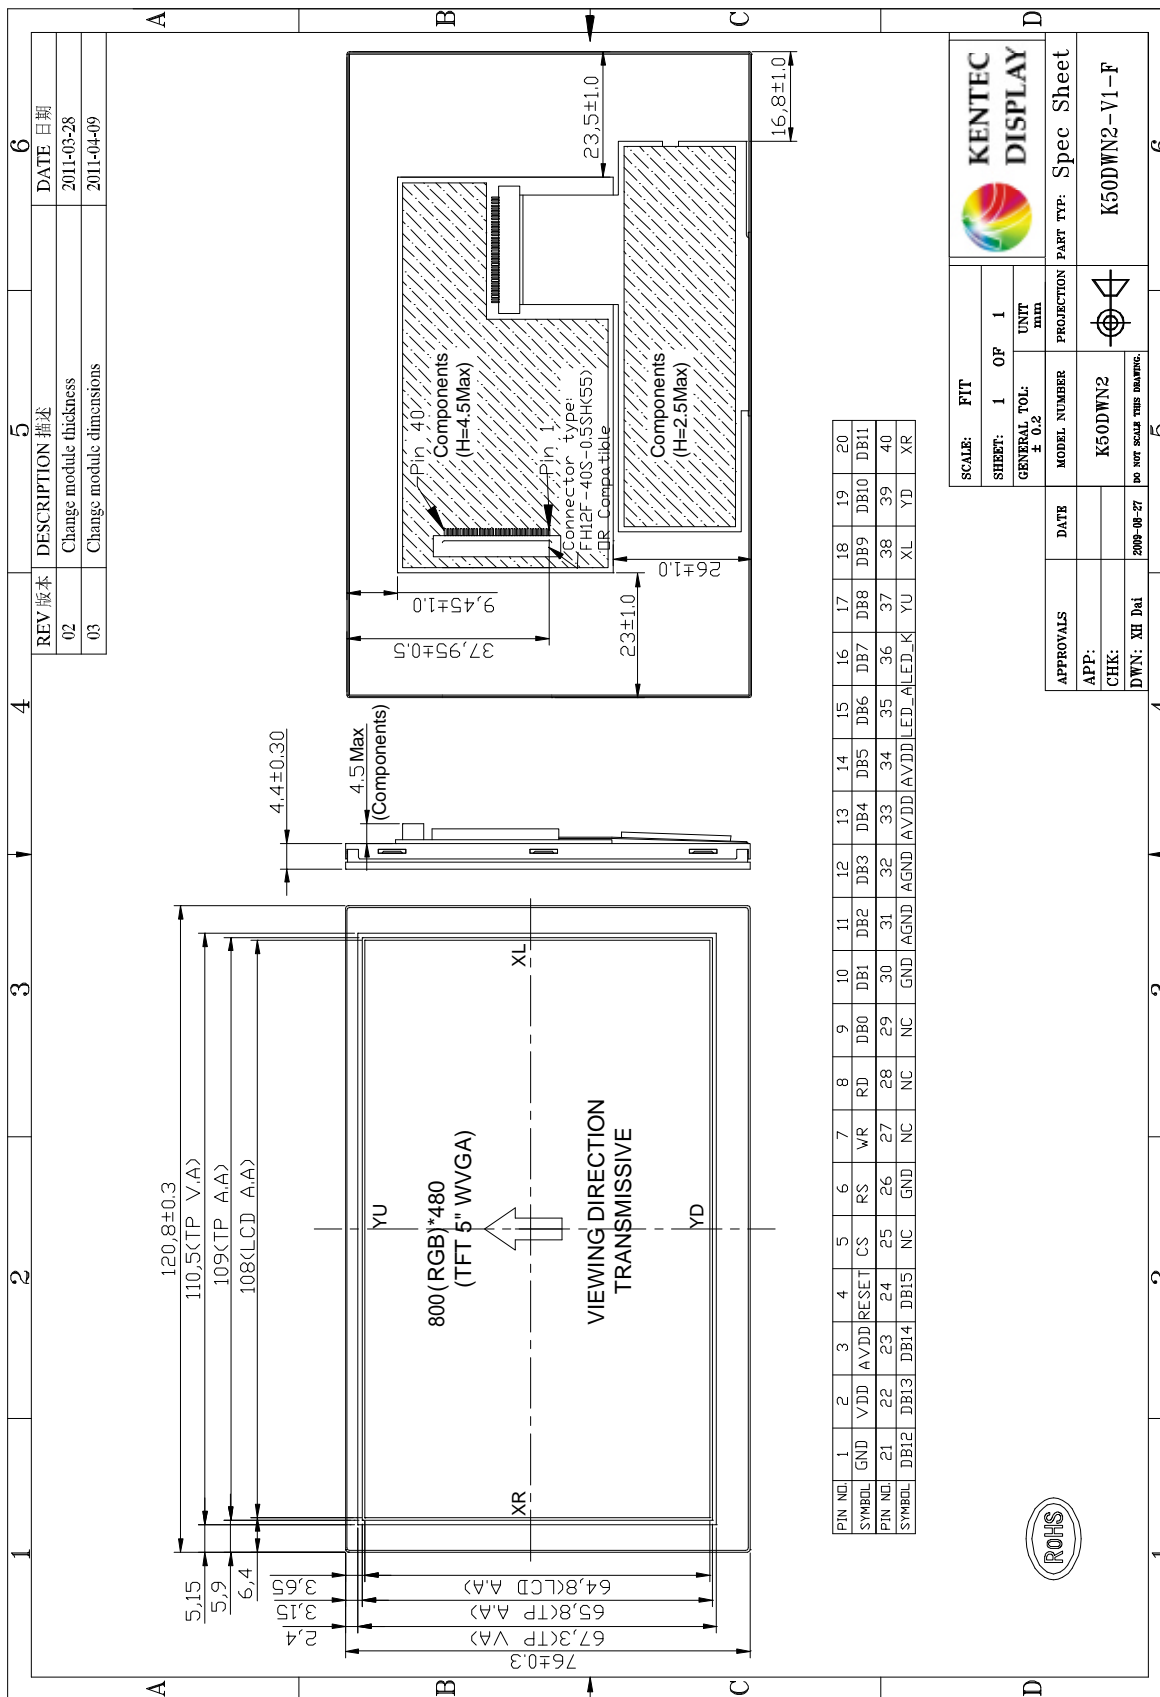 1
2
3
4
5
6
A
B
C
D
REV 版本 DESCRIPTION 描述 DATE 日期
02 Change module thickness 2011-03-28
03 Change module dimensions 2011-04-09
120,8±0.3
110,5(TP V.A)
109(TP A.A)
108(LCD A.A)
5,15
5,9
6,4
3,65
3,15
2,4
64,8(LCD A.A)
65,8(TP A.A)
67,3(TP VA)
76±0.3
YU
800(RGB)*480
(TFT 5" WVGA)
XR
XL
VIEWING DIRECTION
TRANSMISSIVE
YD
4.4±0.30
4.5 Max
(Components)
9,45±1.0
37,95±0.5
23±1.0
26±1.0
23,5±1.0
16,8±1.0
Pin 40
Components
(H=4.5Max)
Pin 1
Connector type:
FH12F-40S-0.5SH(55)
OR Compatible
Components
(H=2.5Max)
PIN NO. 1 2 3 4 5 6 7 8 9 10 11 12 13 14 15 16 17 18 19 20
SYMBOL GND VDD AVDD RESET CS RS WR RD DB0 DB1 DB2 DB3 DB4 DB5 DB6 DB7 DB8 DB9 DB10 DB11
PIN NO. 21 22 23 24 25 26 27 28 29 30 31 32 33 34 35 36 37 38 39 40
SYMBOL DB12 DB13 DB14 DB15 NC GND NC NC NC GND AGND AGND AVDD AVDD LED_A LED_K YU XL YD XR
ROHS
SCALE: FIT
SHEET: 1 OF 1
GENERAL TOL: ± 0.2
UNIT mm
KENTEC
DISPLAY
APPROVALS DATE MODEL NUMBER PROJECTION PART TYP: Spec Sheet
APP:
CHK:
DWN: XH Dai 2009-08-27
K50DWN2
K50DWN2-V1-F
DO NOT SCALE THIS DRAWING.
1
2
3
4
5
6
A
B
C
D